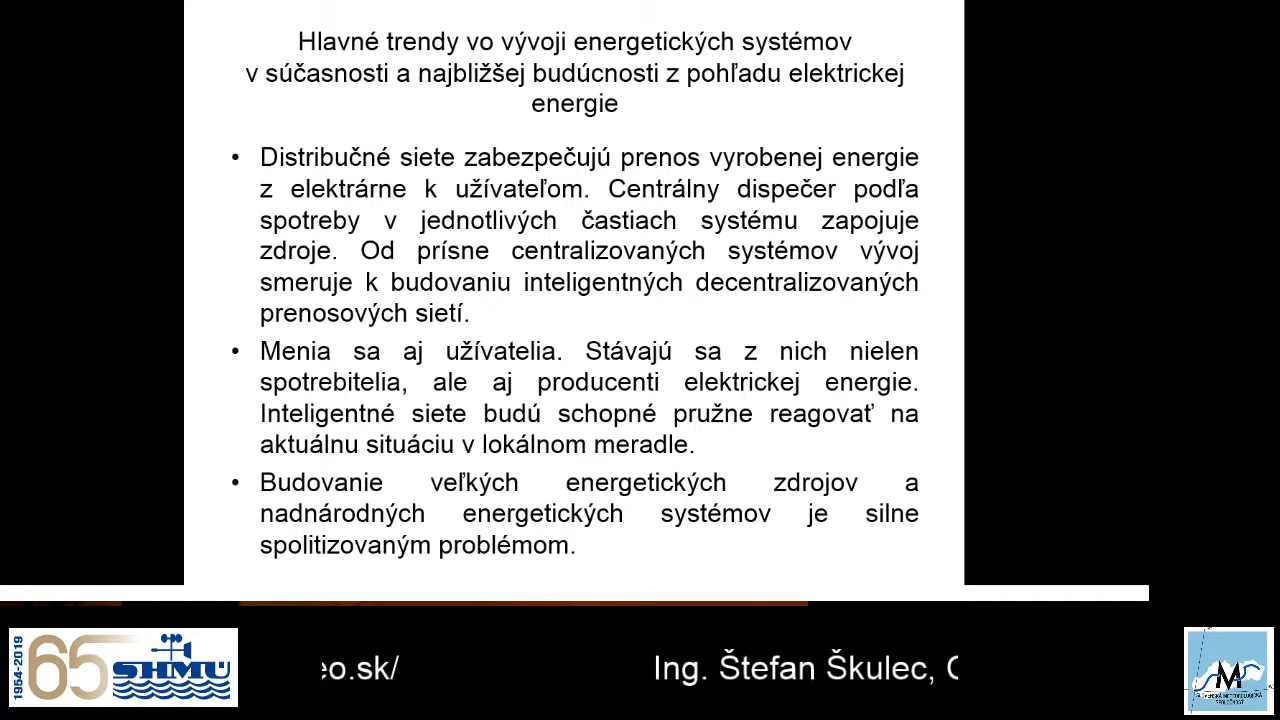 Hlavné trendy vo vývoji energetických systémov
v súčasnosti a najbližšej budúcnosti z pohľadu elektrickej
energie
• Distribučné siete zabezpečujú prenos vyrobenej energie
z elektrárne k užívateľom. Centrálny dispečer podľa
spotreby v jednotlivých častiach systému zapojuje
zdroje. Od prísne centralizovaných systémov vývoj
smeruje k budovaniu inteligentných decentralizovaných
prenosových sietí.
• Menia sa aj užívatelia. Stávajú sa z nich nielen
spotrebitelia, ale aj producenti elektrickej energie.
Inteligentné siete budú schopné pružne reagovať na
aktuálnu situáciu v lokálnom meradle.
• Budovanie veľkých energetických zdrojov a
nadnárodných energetických systémov je silne
spolitizovaným problémom.
1954-2019
65
SHMÚ
eo.sk/
Ing. Štefan Škulec,
M
SLOVENSKÁ METEOROLOGICKÁ
SPOLOČNOSŤ